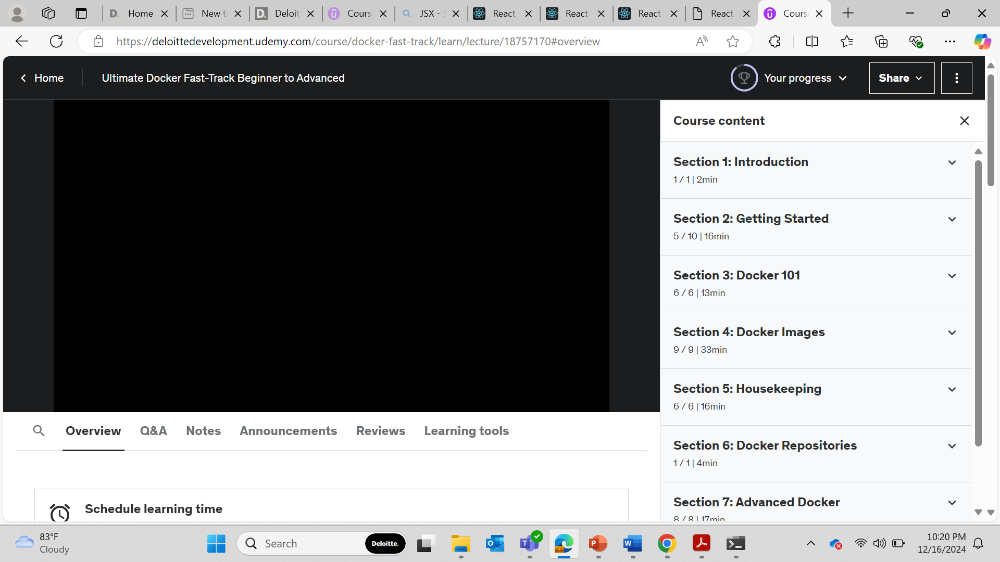 Home
New t
Deloit
Cours
JSX -
React
React
React
React
Cours
https://deloittedevelopment.udemy.com/course/docker-fast-track/learn/lecture/18757170#overview
Home
Ultimate Docker Fast-Track Beginner to Advanced
Your progress
Share
Course content
Section 1: Introduction
1 / 1 | 2min
Section 2: Getting Started
5 / 10 | 16min
Section 3: Docker 101
6 / 6 | 13min
Section 4: Docker Images
9 / 9 | 33min
Section 5: Housekeeping
6 / 6 | 16min
Section 6: Docker Repositories
1 / 1 | 4min
Section 7: Advanced Docker
8 / 8 | 17min
Overview
Q&A
Notes
Announcements
Reviews
Learning tools
Schedule learning time
83°F
Cloudy
Search
Deloitte.
10:20 PM
12/16/2024